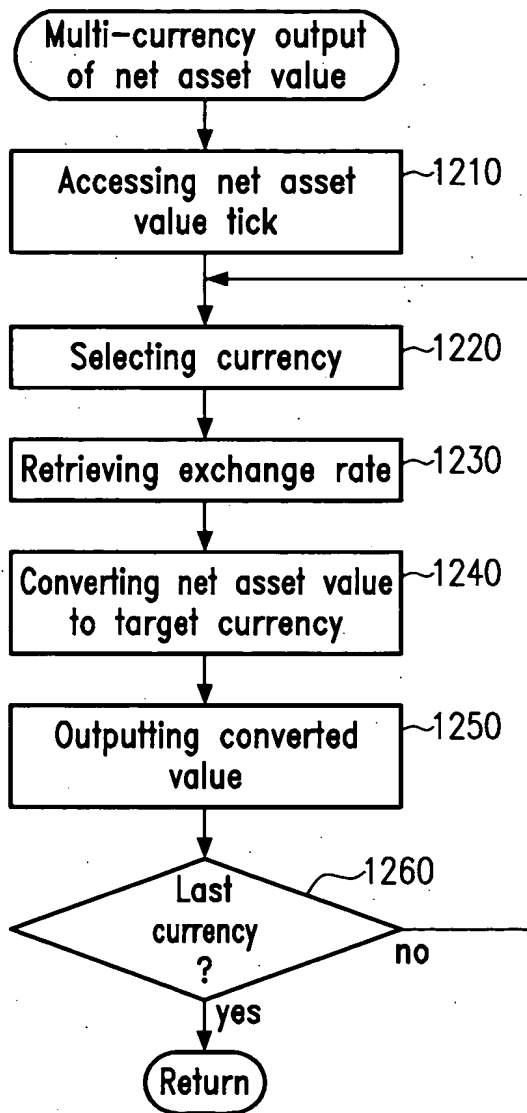 Multi-currency output
of net asset value
Accessing net asset
value tick
1210
Selecting currency
1220
Retrieving exchange rate
1230
Converting net asset value
to target currency
1240
Outputting converted
value
1250
Last
currency
?
1260
no
yes
Return